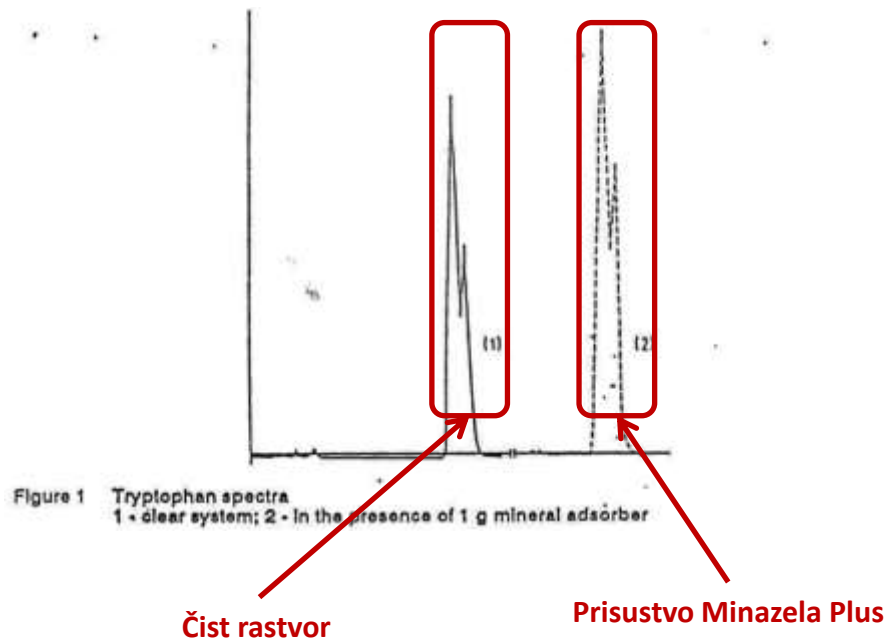 (1)
(2)
Figure 1 Tryptophan spectra
1 - clear system; 2 - In the presence of 1 g mineral adsorber
Čist rastvor
Prisustvo Minazela Plus